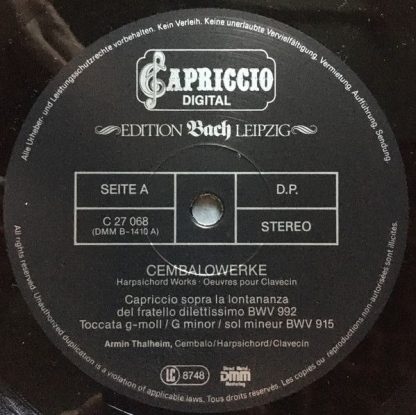 Alle Urheber- und Leistungsschutzrechte vorbehalten. Kein Verleih. Keine unerlaubte Vervielfältigung, Vermietung, Aufführung, Sendung.
CAPRICCIO
DIGITAL
EDITION Bach LEIPZIG
SEITE A
D.P.
C 27 068
(DMM B-1410 A)
STEREO
CEMBALOWERKE
Harpsichord Works · Oeuvres pour Clavecin
Capriccio sopra la lontananza
del fratello dilettissimo BWV 992
Toccata g-moll / G minor / sol mineur BWV 915
Armin Thalheim, Cembalo/Harpsichord/Clavecin
LC 8748
Direct Metal
DMM
Mastering
All rights reserved. Unauthorized duplication is a violation of applicable laws. Tous droits réservés. Les copies ou reproductions non autorisées sont illicites.